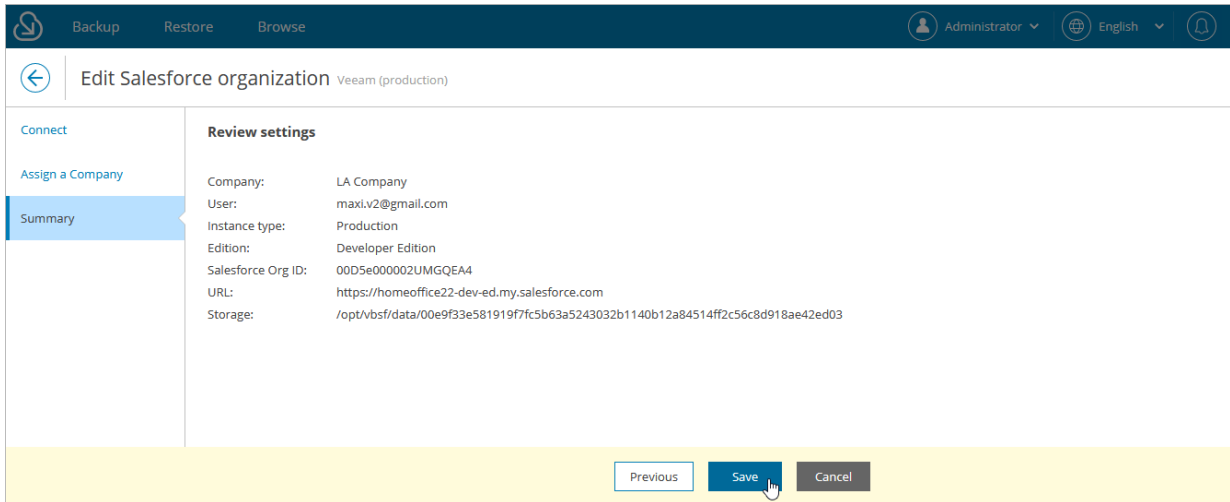 Backup Restore Browse Administrator English
Edit Salesforce organization Veeam (production)
Connect
Assign a Company
Summary
Review settings
Company: LA Company
User: maxi.v2@gmail.com
Instance type: Production
Edition: Developer Edition
Salesforce Org ID: 00D5e000002UMGQEA4
URL: https://homeoffice22-dev-ed.my.salesforce.com
Storage: /opt/vbsf/data/00e9f33e581919f7fc5b63a5243032b1140b12a84514ff2c56c8d918ae42ed03
Previous Save Cancel